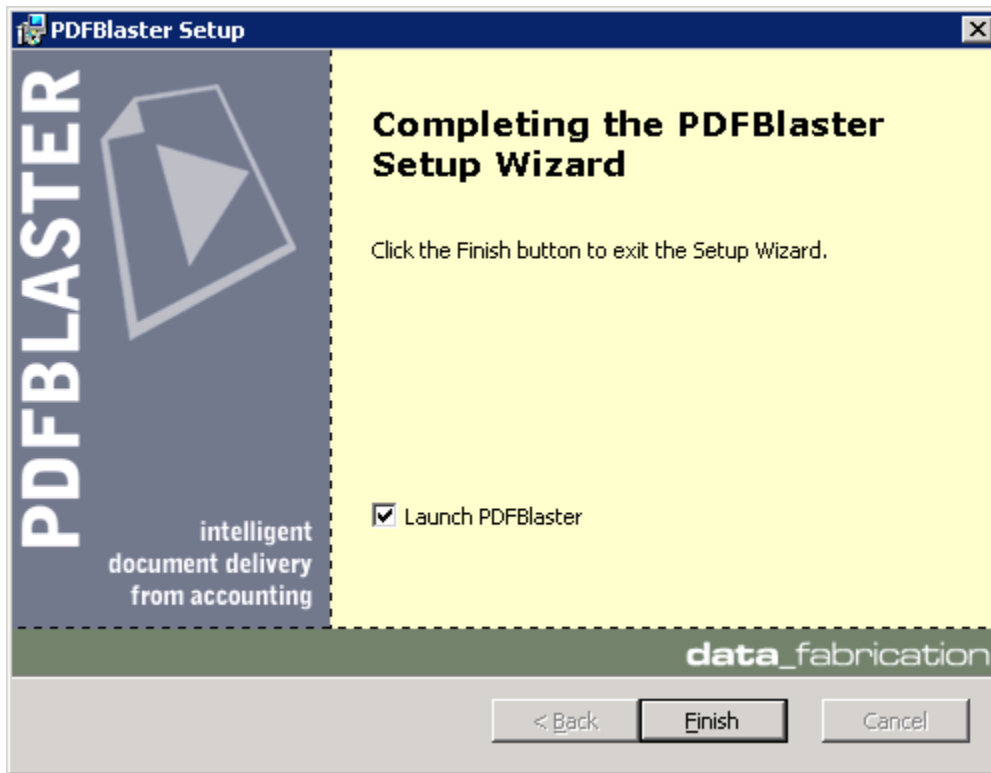 PDFBlaster Setup
PDFBLASTER
intelligent
document delivery
from accounting
Completing the PDFBlaster
Setup Wizard
Click the Finish button to exit the Setup Wizard.
Launch PDFBlaster
data_fabrication
< Back
Finish
Cancel